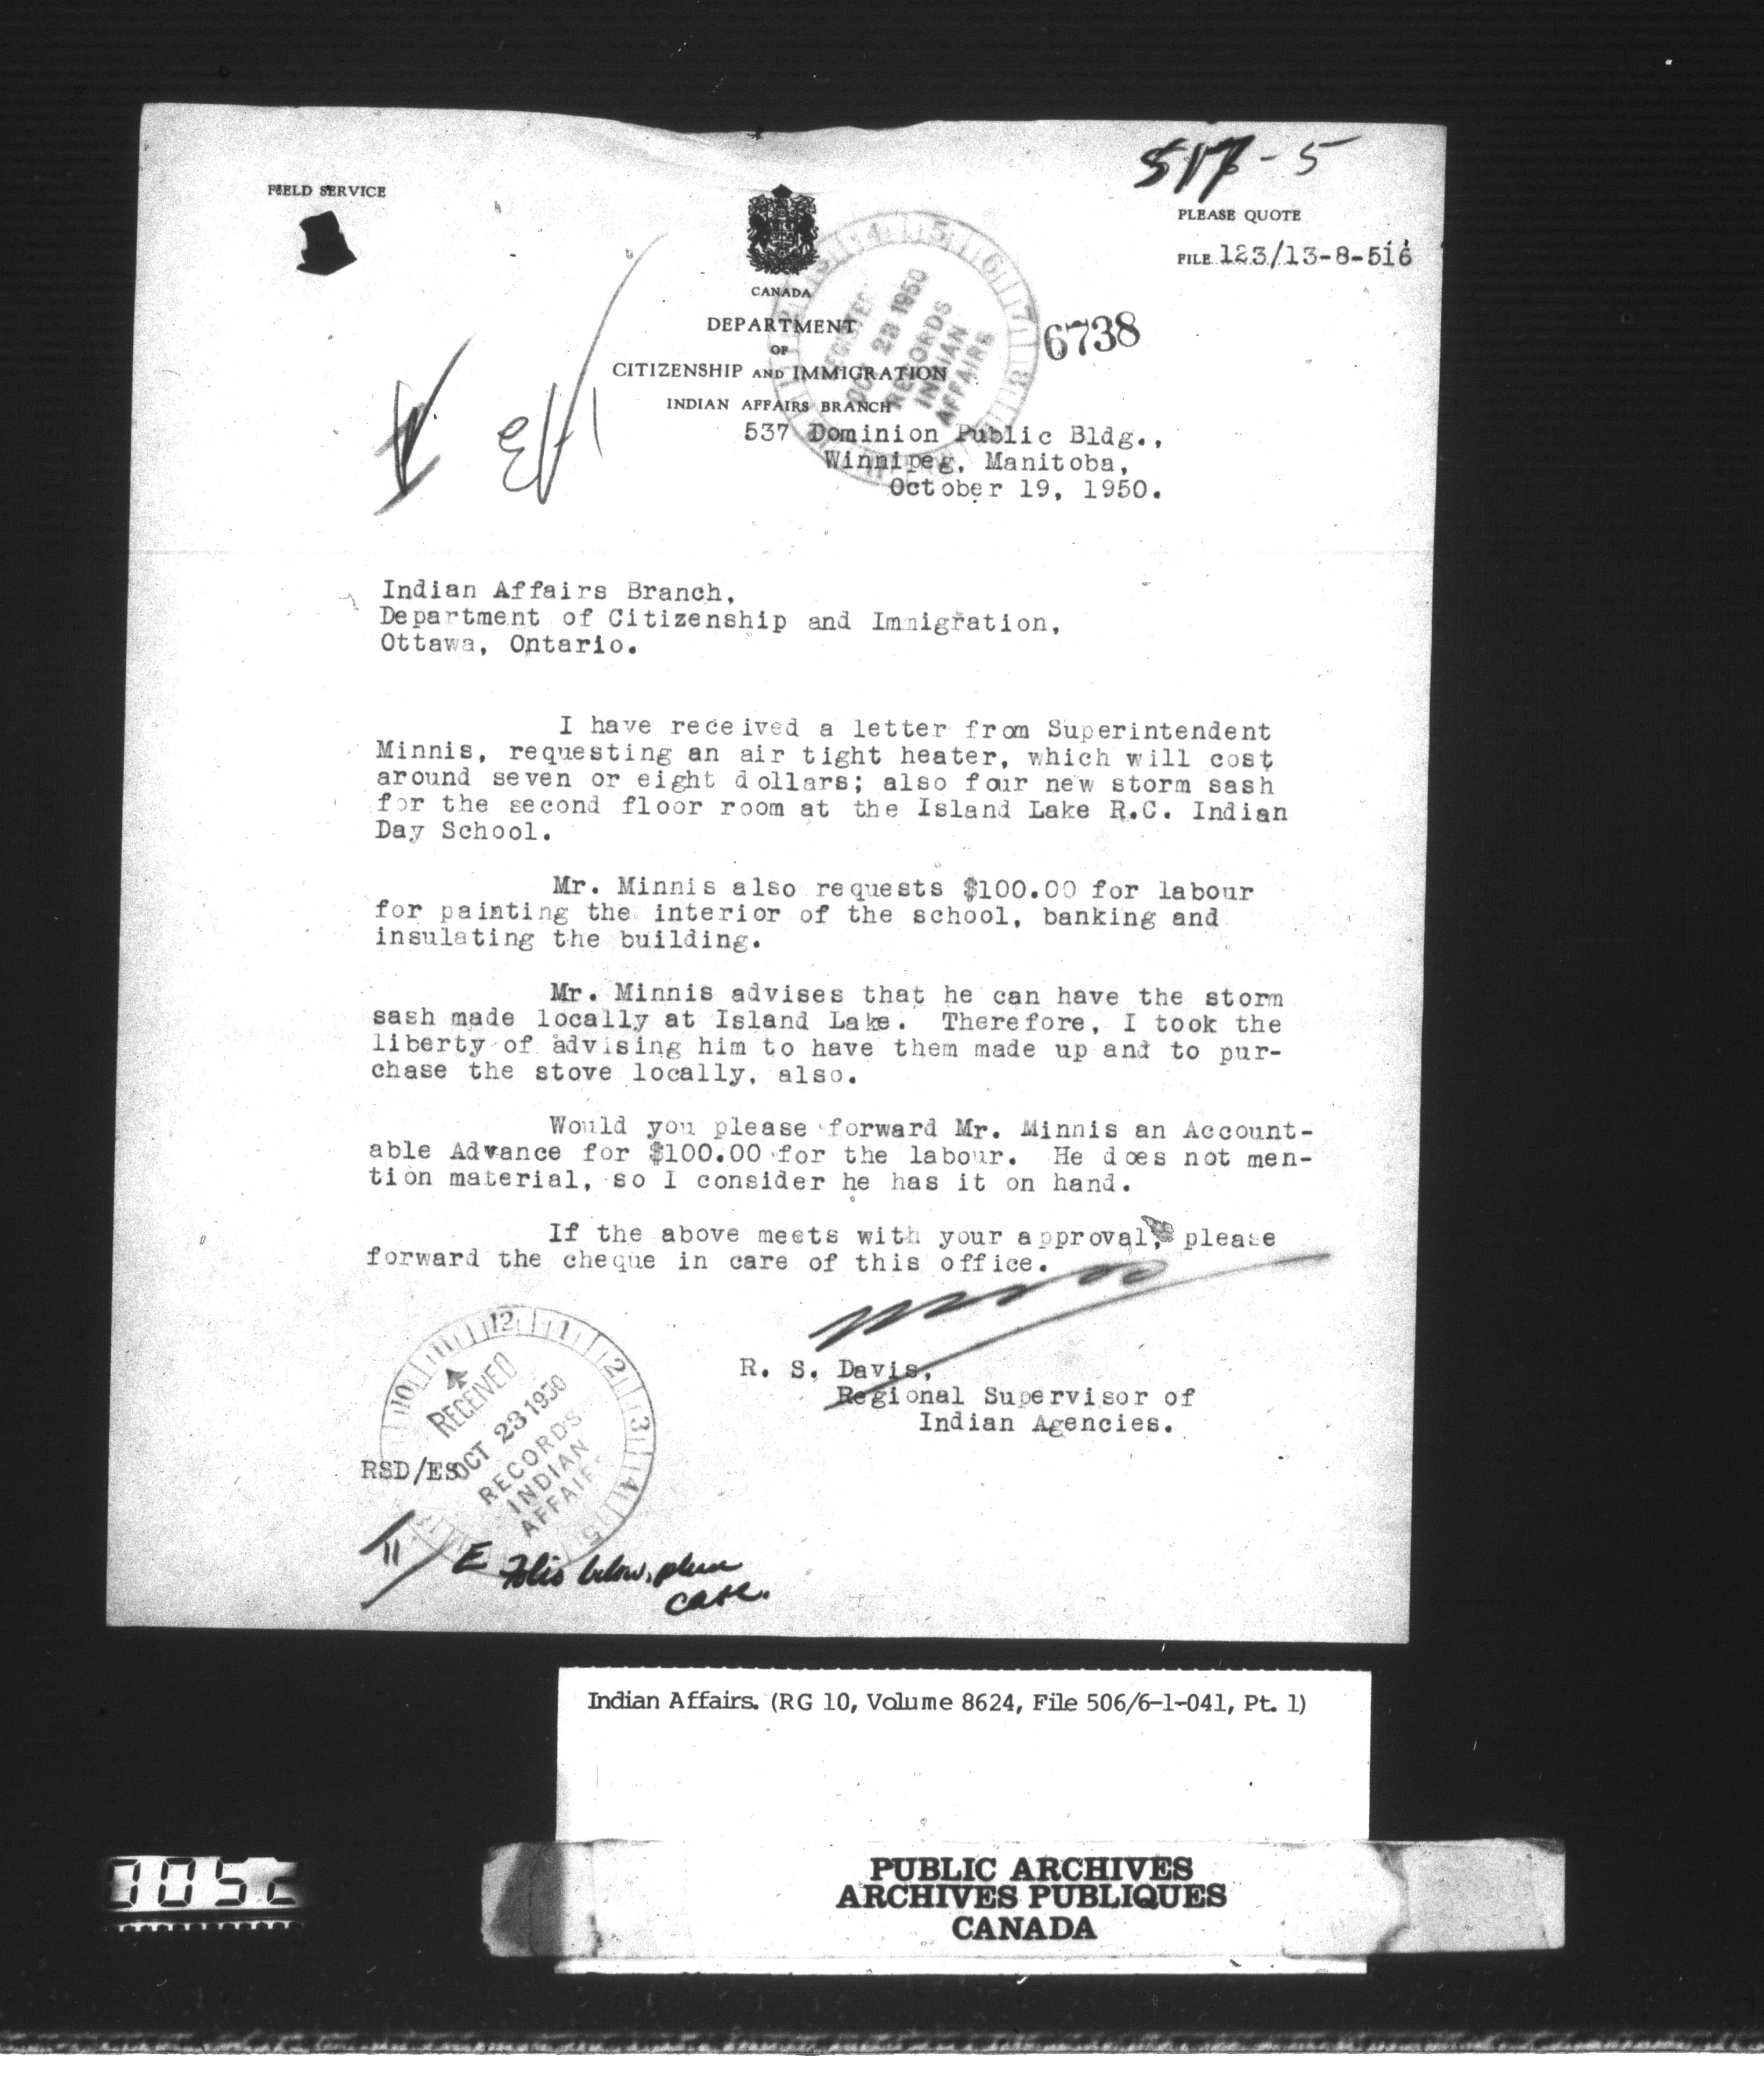 517-5
FIELD SERVICE
PLEASE QUOTE
FILE 123/13-8-516
CANADA
DEPARTMENT
OF
CITIZENSHIP AND IMMIGRATION
INDIAN AFFAIRS BRANCH
OCT 23 1950
RECORDS
INDIAN
AFFAIRS
6738
537 Dominion Public Bldg.,
Winnipeg, Manitoba,
October 19, 1950.
Indian Affairs Branch,
Department of Citizenship and Immigration,
Ottawa, Ontario.
I have received a letter from Superintendent
Minnis, requesting an air tight heater, which will cost
around seven or eight dollars; also four new storm sash
for the second floor room at the Island Lake R.C. Indian
Day School.
Mr. Minnis also requests $100.00 for labour
for painting the interior of the school, banking and
insulating the building.
Mr. Minnis advises that he can have the storm
sash made locally at Island Lake. Therefore, I took the
liberty of advising him to have them made up and to pur-
chase the stove locally, also.
Would you please forward Mr. Minnis an Account-
able Advance for $100.00 for the labour. He does not men-
tion material, so I consider he has it on hand.
If the above meets with your approval, please
forward the cheque in care of this office.
R. S. Davis,
Regional Supervisor of
Indian Agencies.
RECEIVED
OCT 23 1950
RECORDS
INDIAN
AFFAIRS
RSD/ES
E
below, please
Indian Affairs. (RG 10, Volume 8624, File 506/6-1-041, Pt. 1)
PUBLIC ARCHIVES
ARCHIVES PUBLIQUES
CANADA